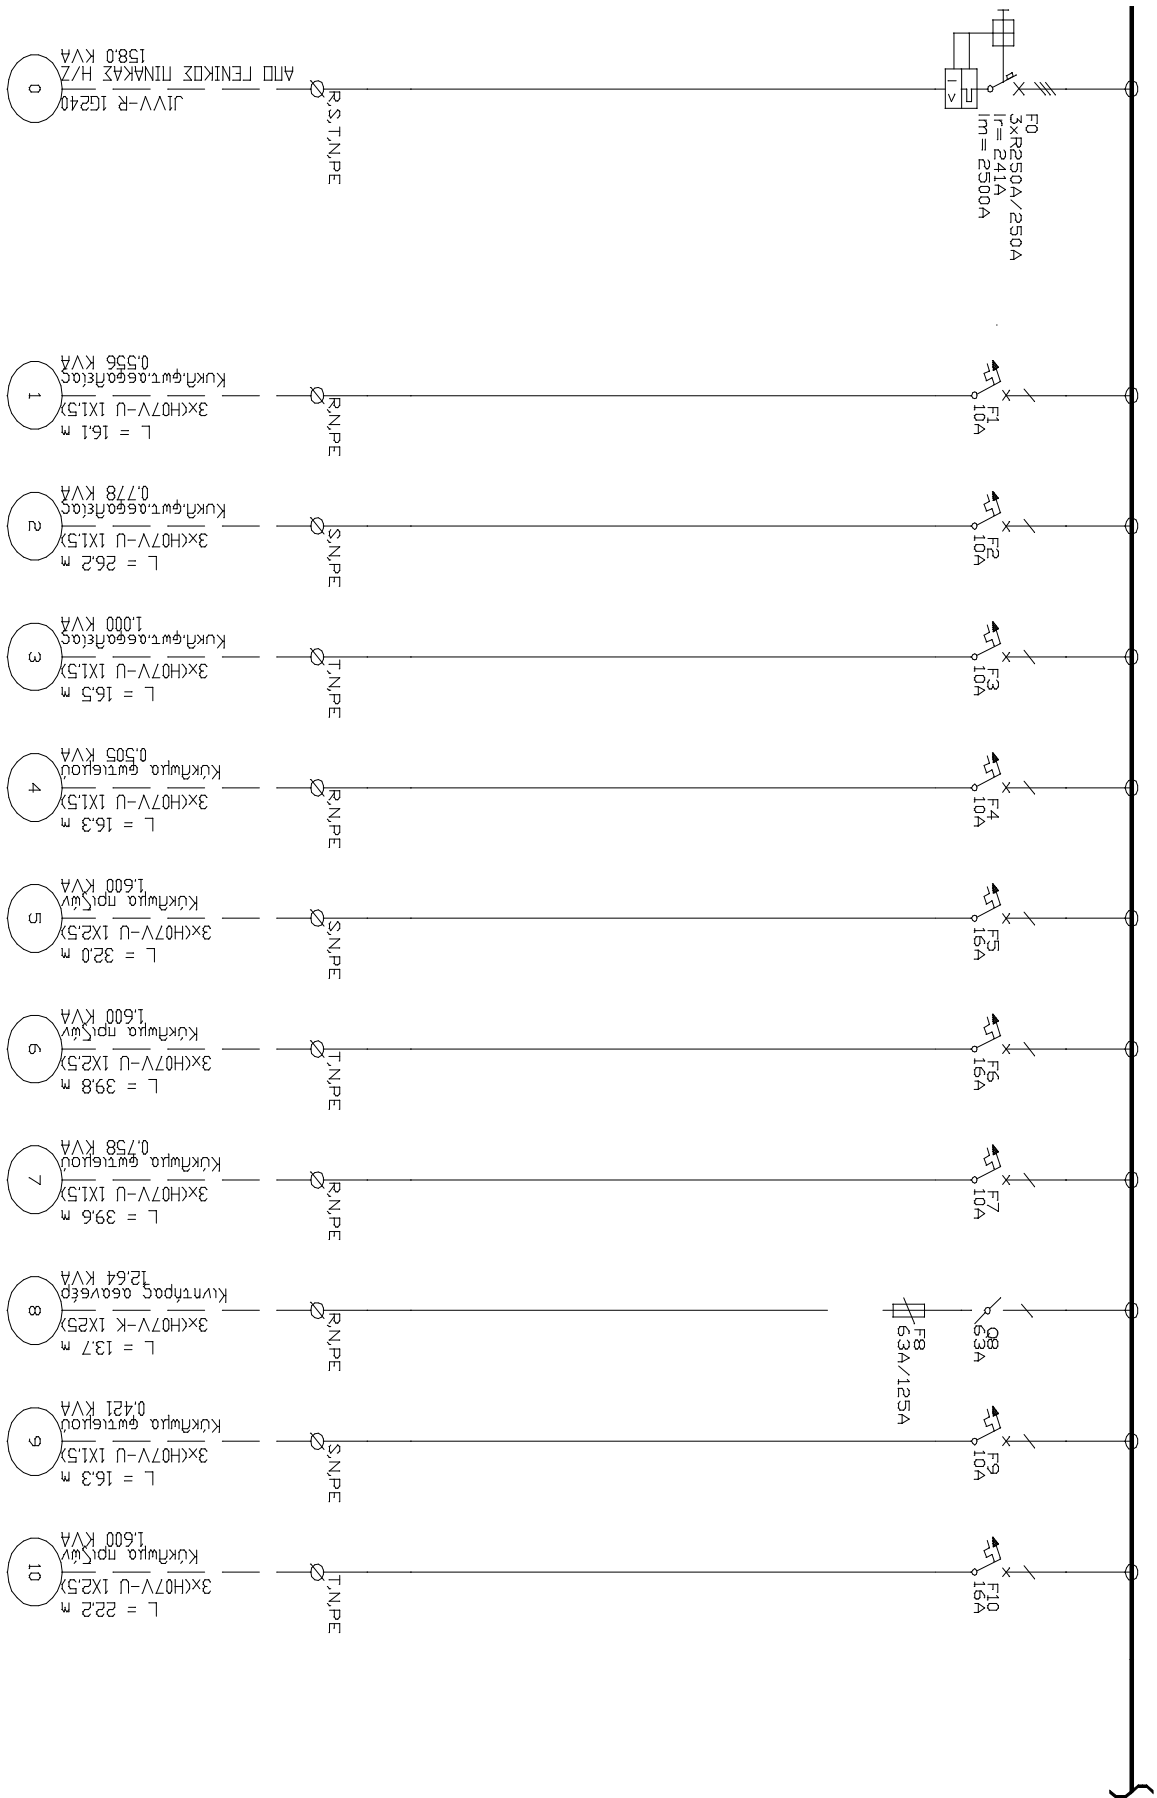 158.0 KVA
ΑΠΟ ΓΕΝΙΚΟΣ ΠΙΝΑΚΑΣ Η/Ζ
0
J1VV-R 1G240
R,S,T,N,PE
F0
3xR250A/250A
Ir= 241A
Im= 2500A
I >
0.556 KVA
Κυκλ.φωτ.ασφαλείας
1
3x(H07V-U 1X1.5)
L = 16.1 m
R,N,PE
F1
10A
0.778 KVA
Κυκλ.φωτ.ασφαλείας
2
3x(H07V-U 1X1.5)
L = 26.2 m
S,N,PE
F2
10A
1.000 KVA
Κυκλ.φωτ.ασφαλείας
3
3x(H07V-U 1X1.5)
L = 16.5 m
T,N,PE
F3
10A
0.505 KVA
Κύκλωμα φωτισμού
4
3x(H07V-U 1X1.5)
L = 16.3 m
R,N,PE
F4
10A
1.600 KVA
Κύκλωμα πριζών
5
3x(H07V-U 1X2.5)
L = 32.0 m
S,N,PE
F5
16A
1.600 KVA
Κύκλωμα πριζών
6
3x(H07V-U 1X2.5)
L = 39.8 m
T,N,PE
F6
16A
0.758 KVA
Κύκλωμα φωτισμού
7
3x(H07V-U 1X1.5)
L = 39.6 m
R,N,PE
F7
10A
12.64 KVA
Κινητήρας ασανσέρ
8
3x(H07V-K 1X25)
L = 13.7 m
R,N,PE
F8
63A/125A
Q8
63A
0.421 KVA
Κύκλωμα φωτισμού
9
3x(H07V-U 1X1.5)
L = 16.3 m
S,N,PE
F9
10A
1.600 KVA
Κύκλωμα πριζών
10
3x(H07V-U 1X2.5)
L = 22.2 m
T,N,PE
F10
16A